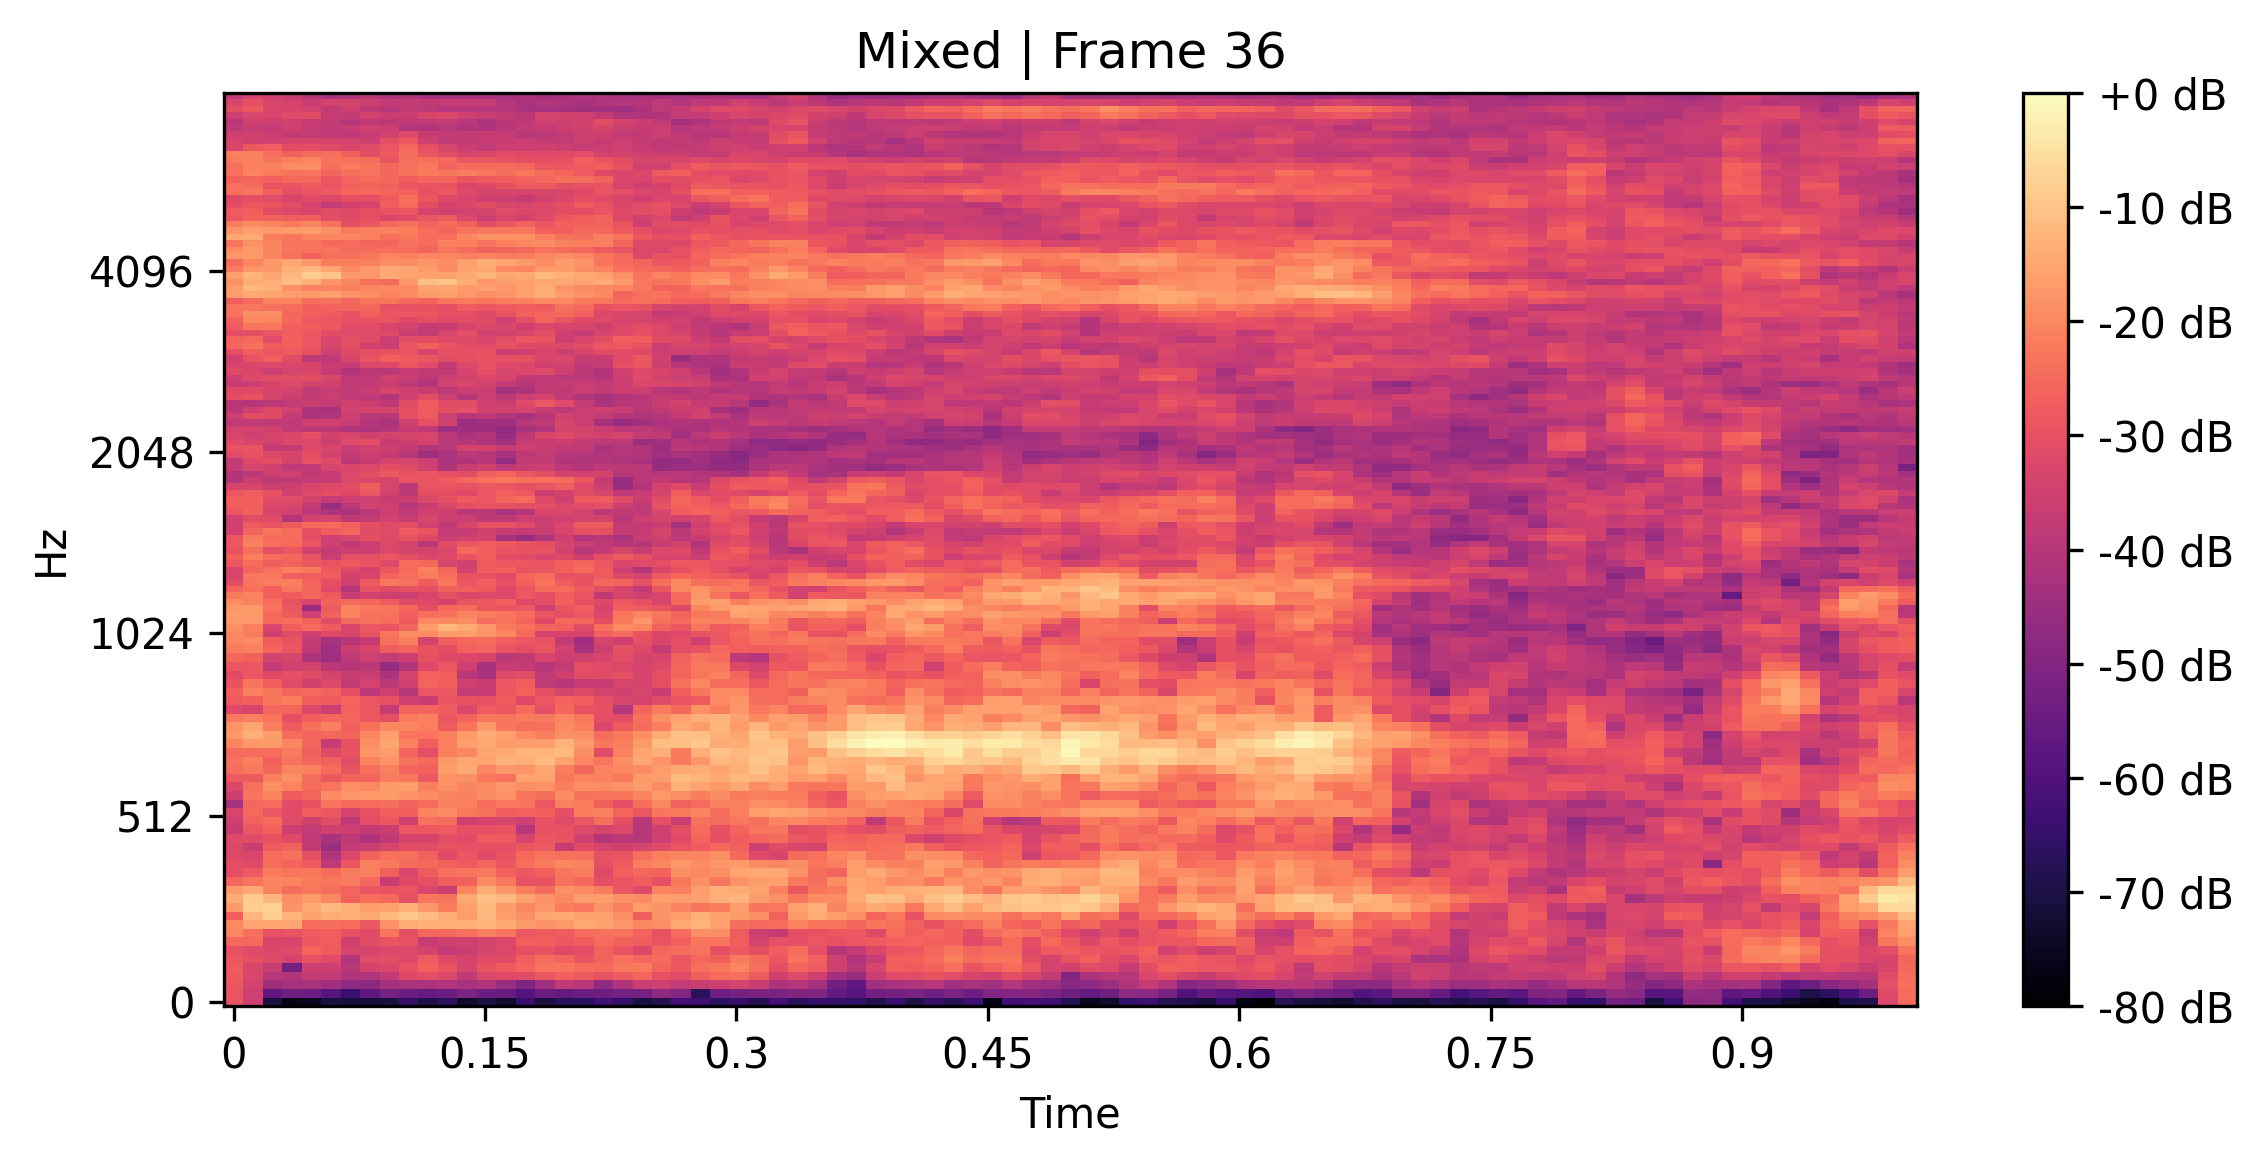 Mixed | Frame 36
+0 dB
-10 dB
-20 dB
-30 dB
-40 dB
-50 dB
-60 dB
-70 dB
-80 dB
Hz
4096
2048
1024
512
0
0 0.15 0.3 0.45 0.6 0.75 0.9
Time